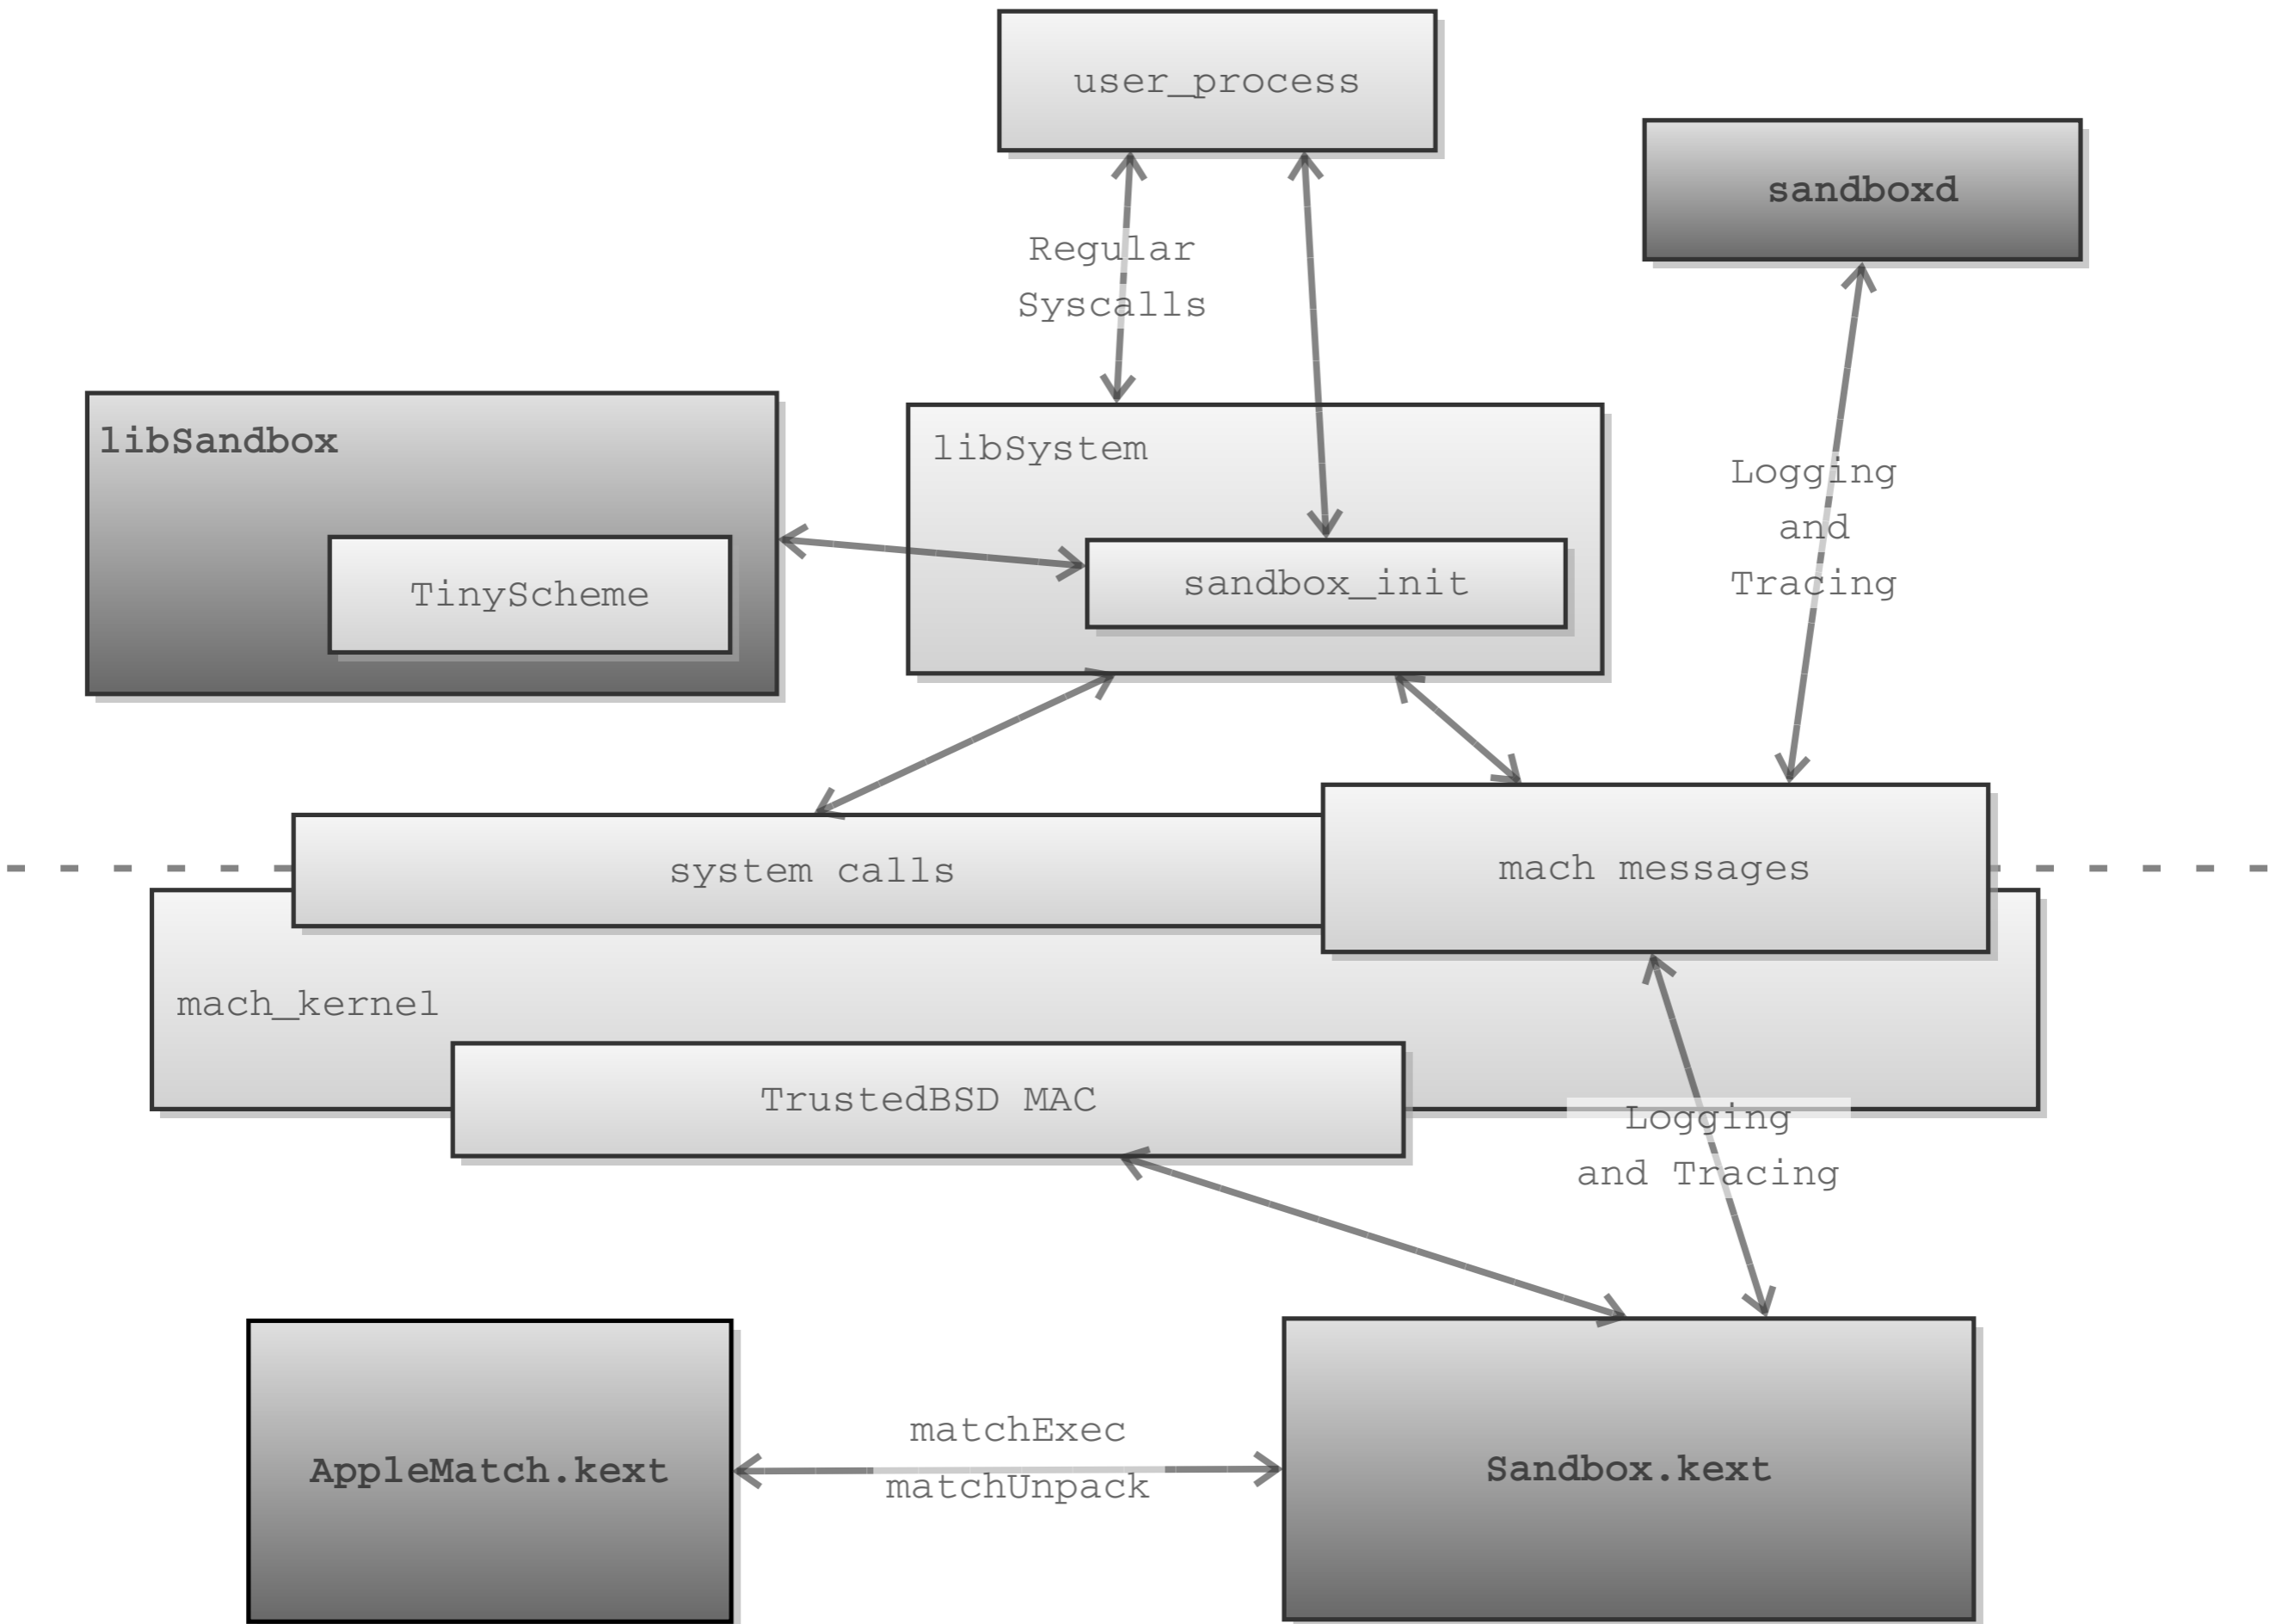 user_process
sandboxd
Regular
Syscalls
libSandbox
libSystem
Logging
and
Tracing
TinyScheme
sandbox_init
system calls
mach messages
mach_kernel
TrustedBSD MAC
Logging
and Tracing
AppleMatch.kext
matchExec
matchUnpack
Sandbox.kext